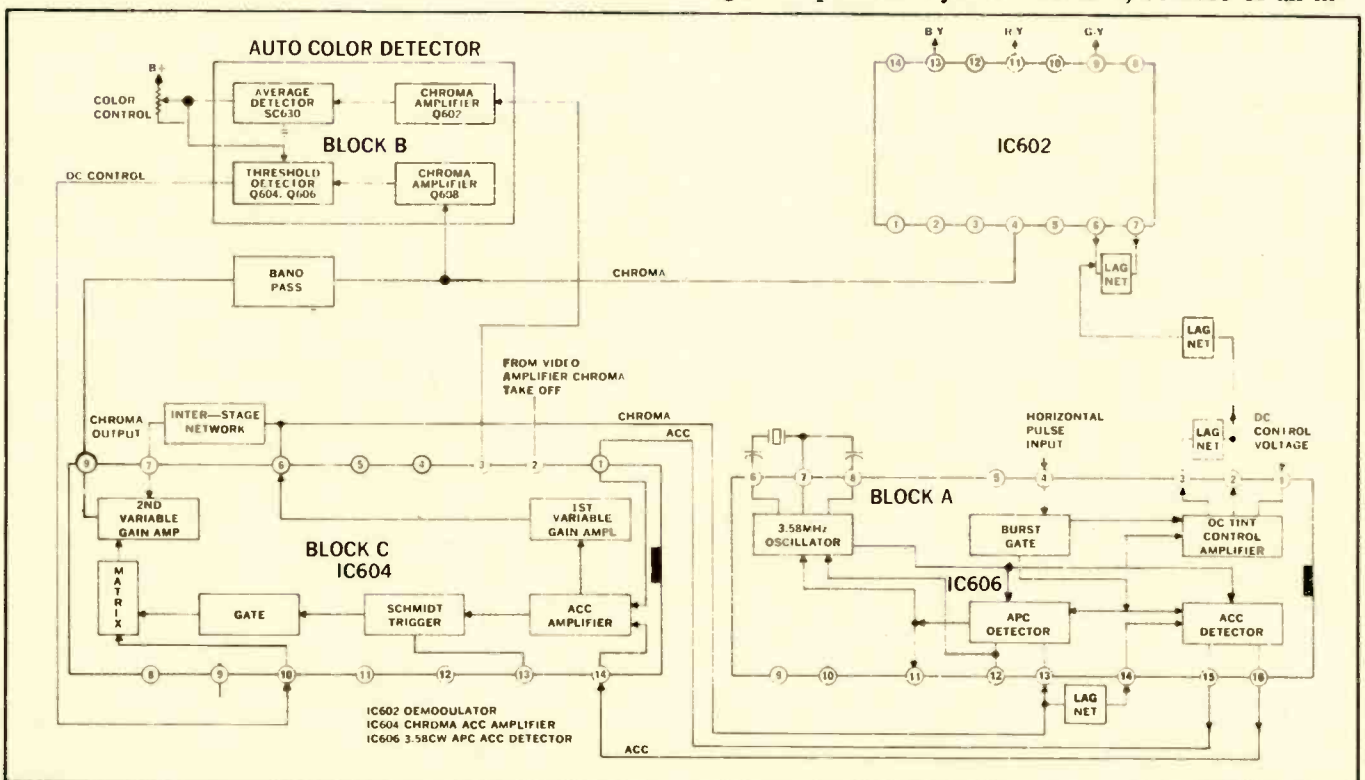 AUTO COLOR DETECTOR
B+
COLOR
CONTROL
AVERAGE
DETECTOR
SC630
CHROMA
AMPLIFIER
Q602
BLOCK B
DC CONTROL
THRESHOLD
DETECTOR
Q604, Q606
CHROMA
AMPLIFIER
Q608
B-Y
R-Y
G-Y
14
13
12
11
10
9
8
IC602
1
2
3
4
5
6
7
BANO
PASS
CHROMA
LAG
NET
LAG
NET
FROM VIDEO
AMPLIFIER CHROMA
TAKE OFF
CHROMA
OUTPUT
INTER—STAGE
NETWORK
CHROMA
ACC
HORIZONTAL
PULSE
INPUT
LAG
NET
DC
CONTROL
VOLTAGE
9
7
6
5
4
3
2
1
2ND
VARIABLE
GAIN AMP
1ST
VARIABLE
GAIN AMPL
BLOCK C
IC604
MATRIX
GATE
SCHMIDT
TRIGGER
ACC
AMPLIFIER
8
9
10
11
12
13
14
6
7
8
5
4
3
2
BLOCK A
3.58MHz
OSCILLATOR
BURST
GATE
OC TINT
CONTROL
AMPLIFIER
IC606
APC
DETECTOR
ACC
DETECTOR
9
10
11
12
13
14
15
16
LAG
NET
IC602 OEMOOULATOR
IC604 CHROMA ACC AMPLIFIER
IC606 3.58CW APC ACC DETECTOR
ACC